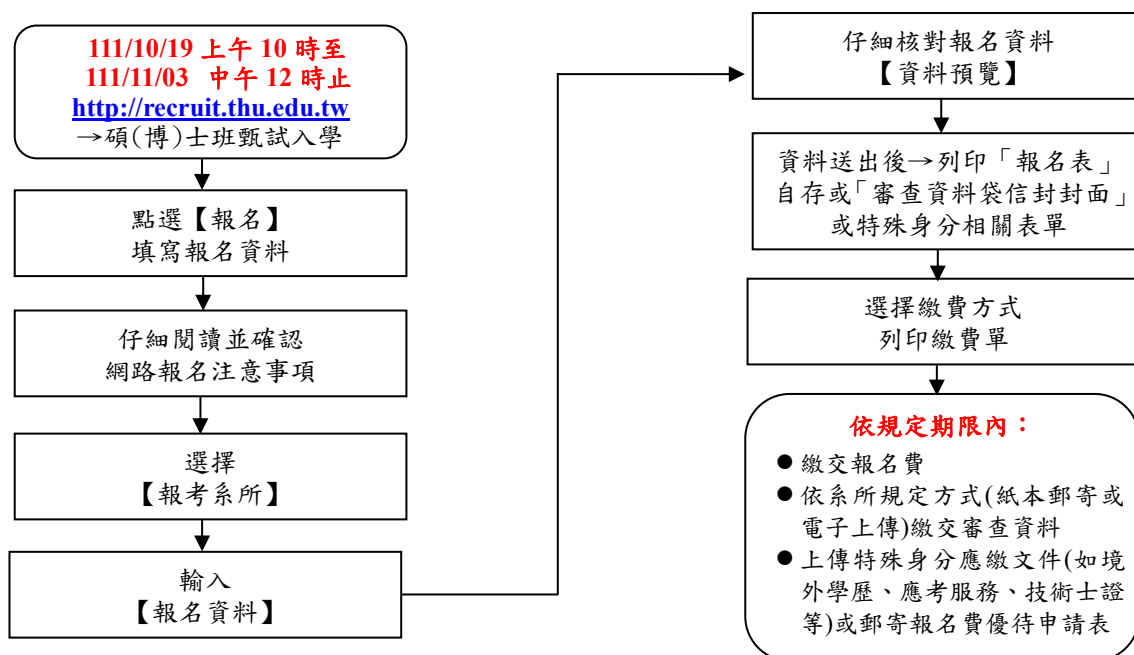 111/10/19 上午 10 時至
111/11/03 中午 12 時止
http://recruit.thu.edu.tw
→碩(博)士班甄試入學
點選【報名】
填寫報名資料
仔細閱讀並確認
網路報名注意事項
選擇
【報考系所】
輸入
【報名資料】
仔細核對報名資料
【資料預覽】
資料送出後→列印「報名表」
自存或「審查資料袋信封封面」
或特殊身分相關表單
選擇繳費方式
列印繳費單
依規定期限內：
● 繳交報名費
● 依系所規定方式(紙本郵寄或
電子上傳)繳交審查資料
● 上傳特殊身分應繳文件(如境
外學歷、應考服務、技術士證
等)或郵寄報名費優待申請表